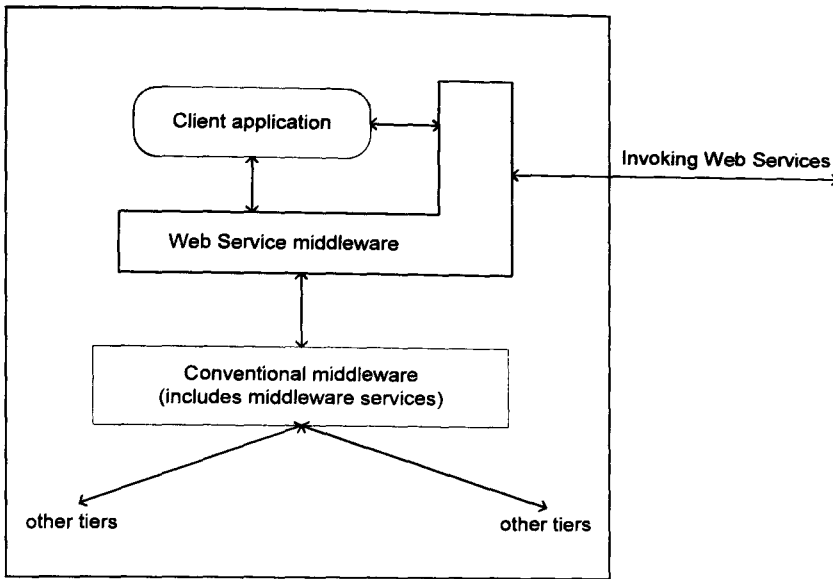 Client application
Invoking Web Services
Web Service middleware
Conventional middleware
(includes middleware services)
other tiers
other tiers